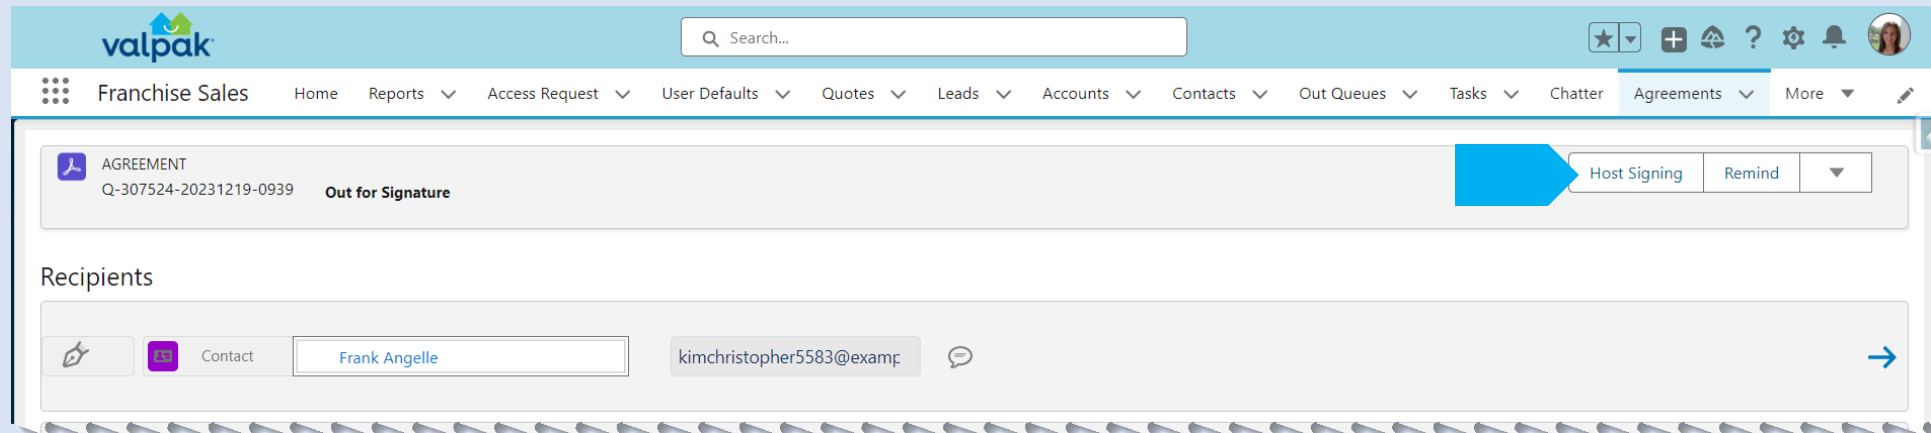 valpak
Search...
Franchise Sales Home Reports Access Request User Defaults Quotes Leads Accounts Contacts Out Queues Tasks Chatter Agreements More
AGREEMENT
Q-307524-20231219-0939 Out for Signature
Host Signing Remind
Recipients
Contact Frank Angelle kimchristopher5583@examp